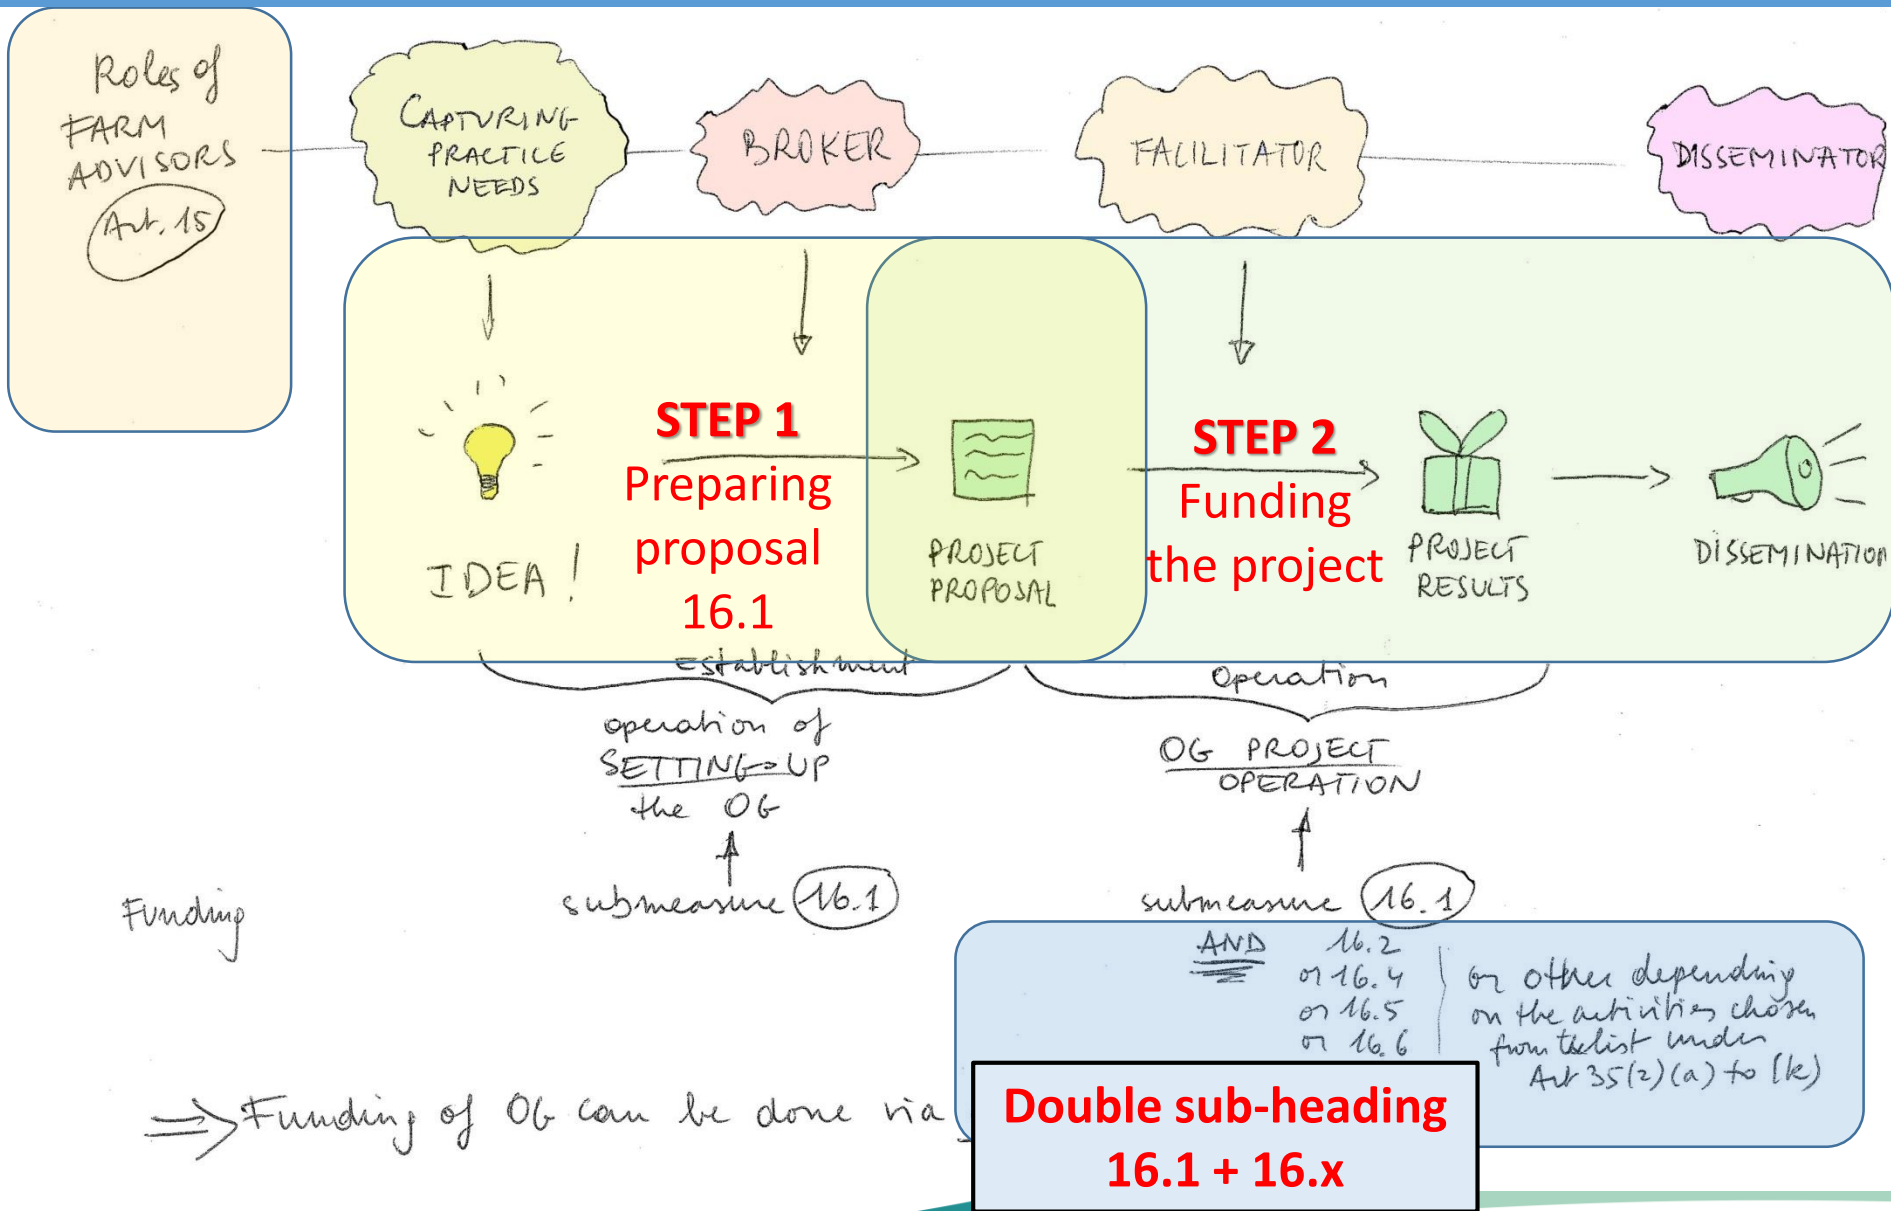 Roles of
FARM
ADVISORS
Art. 15
CAPTURING
PRACTICE
NEEDS
BROKER
FACILITATOR
DISSEMINATOR
IDEA !
STEP 1
Preparing
proposal
16.1
PROJECT
PROPOSAL
STEP 2
Funding
the project
PROJECT
RESULTS
DISSEMINATION
Establishment
operation of
SETTING-UP
the OG
submeasure 16.1
Operation
OG PROJECT
OPERATION
submeasure 16.1
AND 16.2
or 16.4
or 16.5
or 16.6
or other depending
on the activities chosen
from the list under
Art 35(2)(a) to (k)
Funding
⇒ Funding of OG can be done via
Double sub-heading
16.1 + 16.x